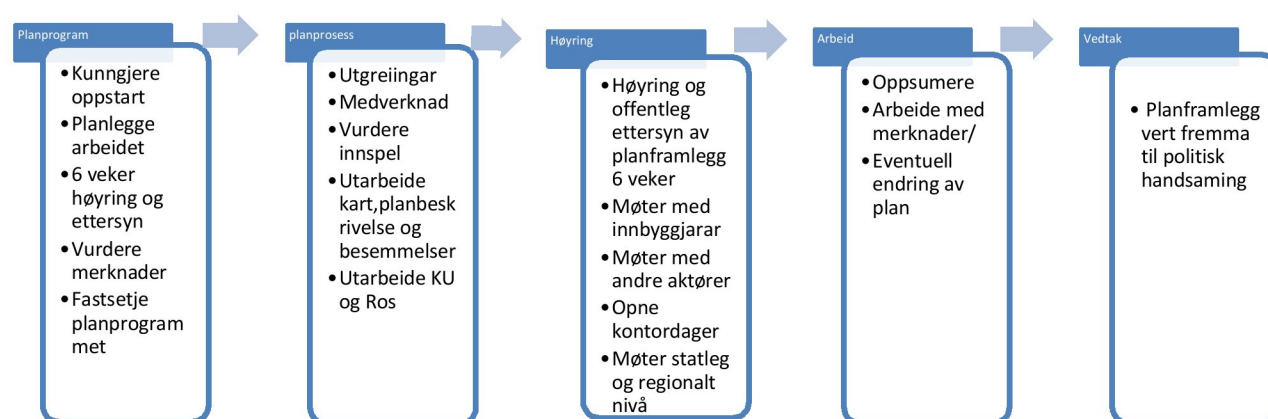 Planprogram
• Kunngjere
oppstart
• Planlegge
arbeidet
• 6 veker
høyring og
ettersyn
• Vurdere
merknader
• Fastsetje
planprogram
met
planprosess
• Utgreiingar
• Medverknad
• Vurdere
innspel
• Utarbeide
kart,planbesk
rivelse og
besemmelser
• Utarbeide KU
og Ros
Høyring
• Høyring og
offentleg
ettersyn av
planframlegg
6 veker
• Møter med
innbyggjarar
• Møter med
andre aktører
• Opne
kontordager
• Møter statleg
og regionalt
nivå
Arbeid
• Oppsumere
• Arbeide med
merknader/
• Eventuell
endring av
plan
Vedtak
• Planframlegg
vert fremma
til politisk
handsaming